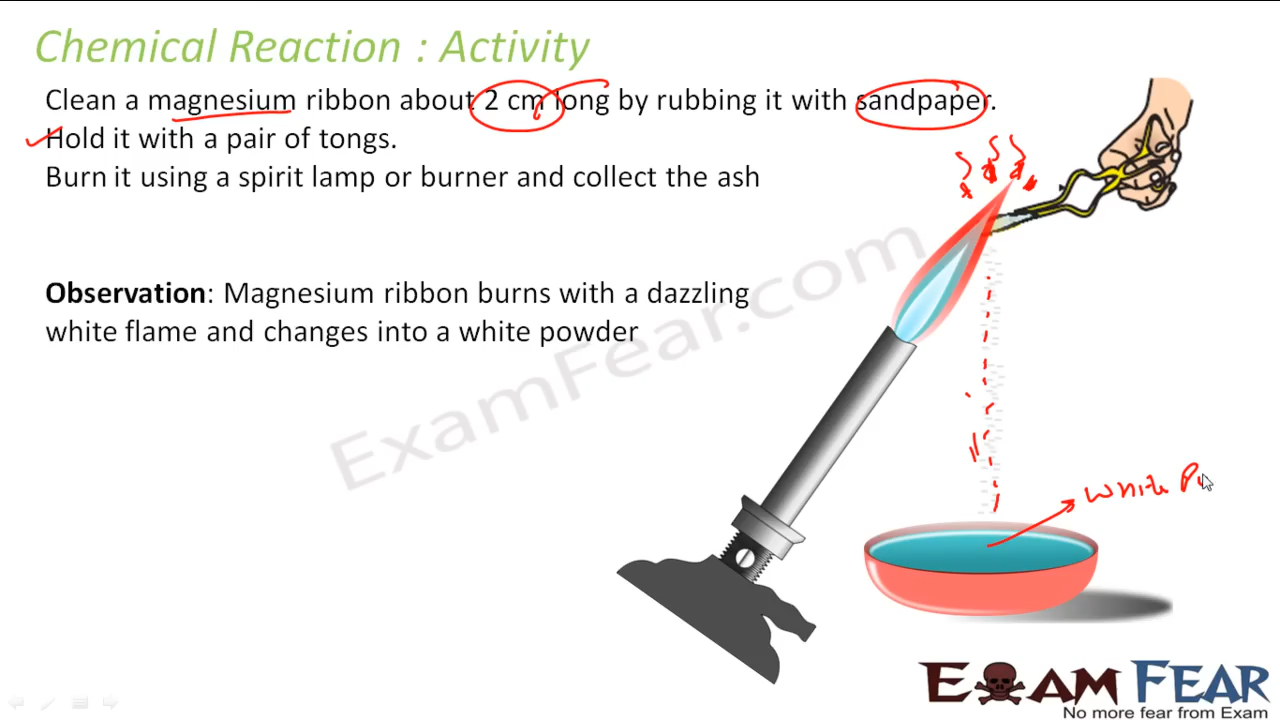 Chemical Reaction : Activity
Clean a magnesium ribbon about 2 cm long by rubbing it with sandpaper.
Hold it with a pair of tongs.
Burn it using a spirit lamp or burner and collect the ash
Observation: Magnesium ribbon burns with a dazzling
white flame and changes into a white powder
ExamFear.com
White
EXAM FEAR
No more fear from Exam